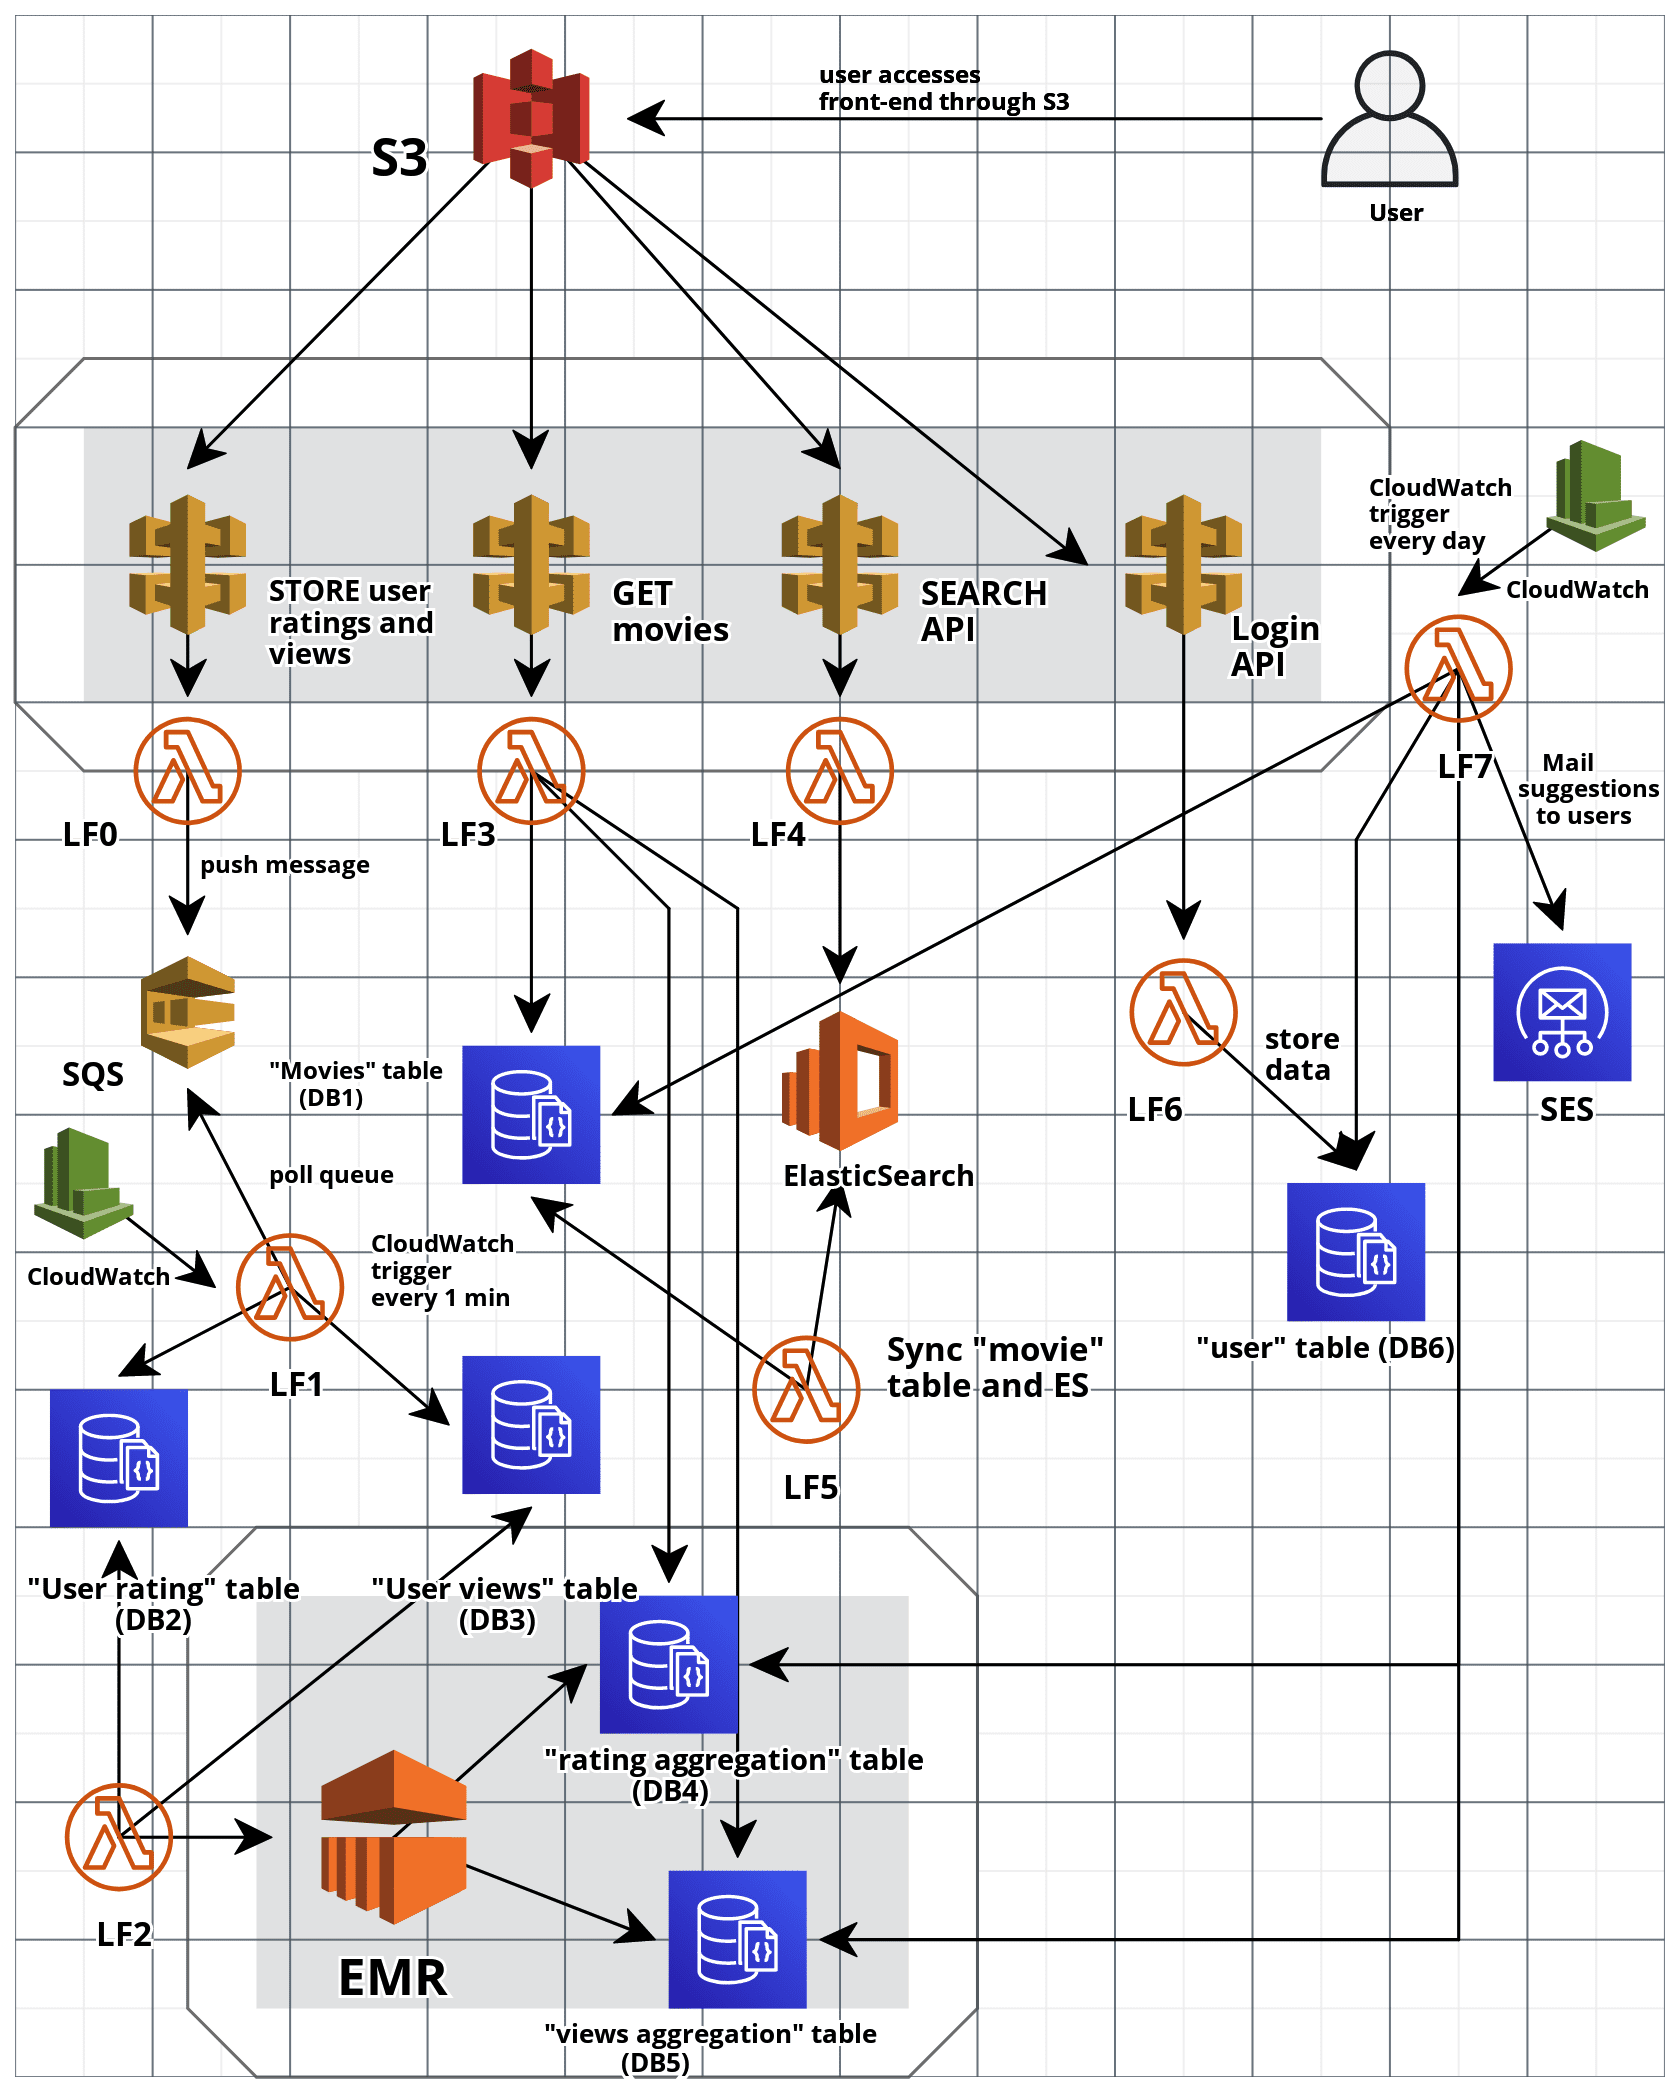 user accesses
front-end through S3
S3
User
CloudWatch
trigger
every day
CloudWatch
STORE user
ratings and
views
GET
movies
SEARCH
API
Login
API
LF7
Mail
suggestions
to users
LF0
LF3
LF4
push message
SQS
"Movies" table
(DB1)
store
data
LF6
SES
poll queue
ElasticSearch
CloudWatch
CloudWatch
trigger
every 1 min
LF1
Sync "movie"
table and ES
"user" table (DB6)
LF5
"User rating" table
(DB2)
"User views" table
(DB3)
"rating aggregation" table
(DB4)
LF2
EMR
"views aggregation" table
(DB5)